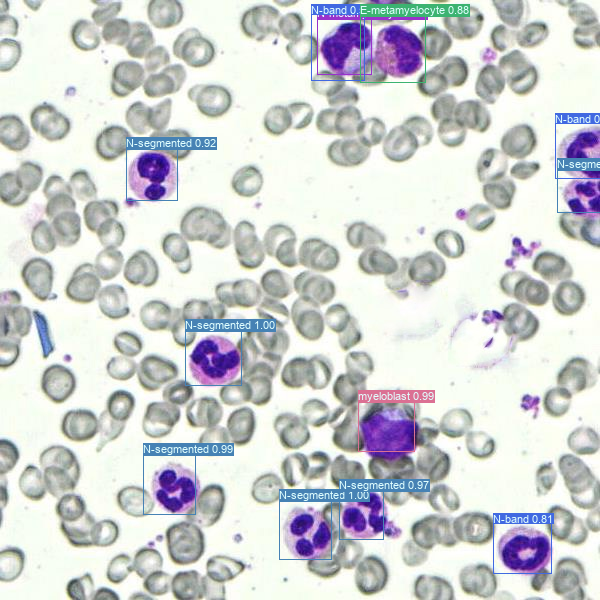 N-band 0.
E-metamyelocyte 0.88
N-band 0
N-segmented 0.92
N-segme
N-segmented 1.00
myeloblast 0.99
N-segmented 0.99
N-segmented 0.97
N-segmented 1.00
N-band 0.81